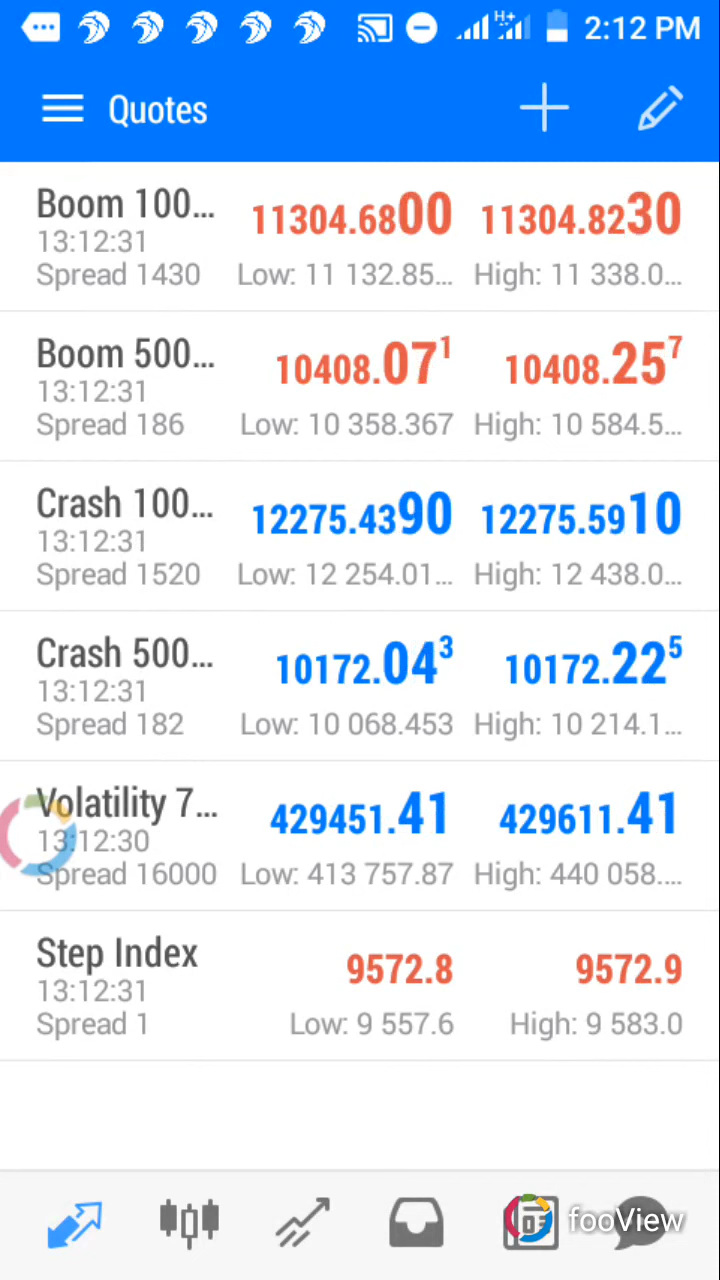 H+ 2:12 PM
Quotes
Boom 100... 11304.6800 11304.8230
13:12:31
Spread 1430 Low: 11 132.85... High: 11 338.0...
Boom 500... 10408.071 10408.257
13:12:31
Spread 186 Low: 10 358.367 High: 10 584.5...
Crash 100... 12275.4390 12275.5910
13:12:31
Spread 1520 Low: 12 254.01... High: 12 438.0...
Crash 500... 10172.043 10172.225
13:12:31
Spread 182 Low: 10 068.453 High: 10 214.1...
Volatility 7... 429451.41 429611.41
13:12:30
Spread 16000 Low: 413 757.87 High: 440 058....
Step Index 9572.8 9572.9
13:12:31
Spread 1 Low: 9 557.6 High: 9 583.0
fooView